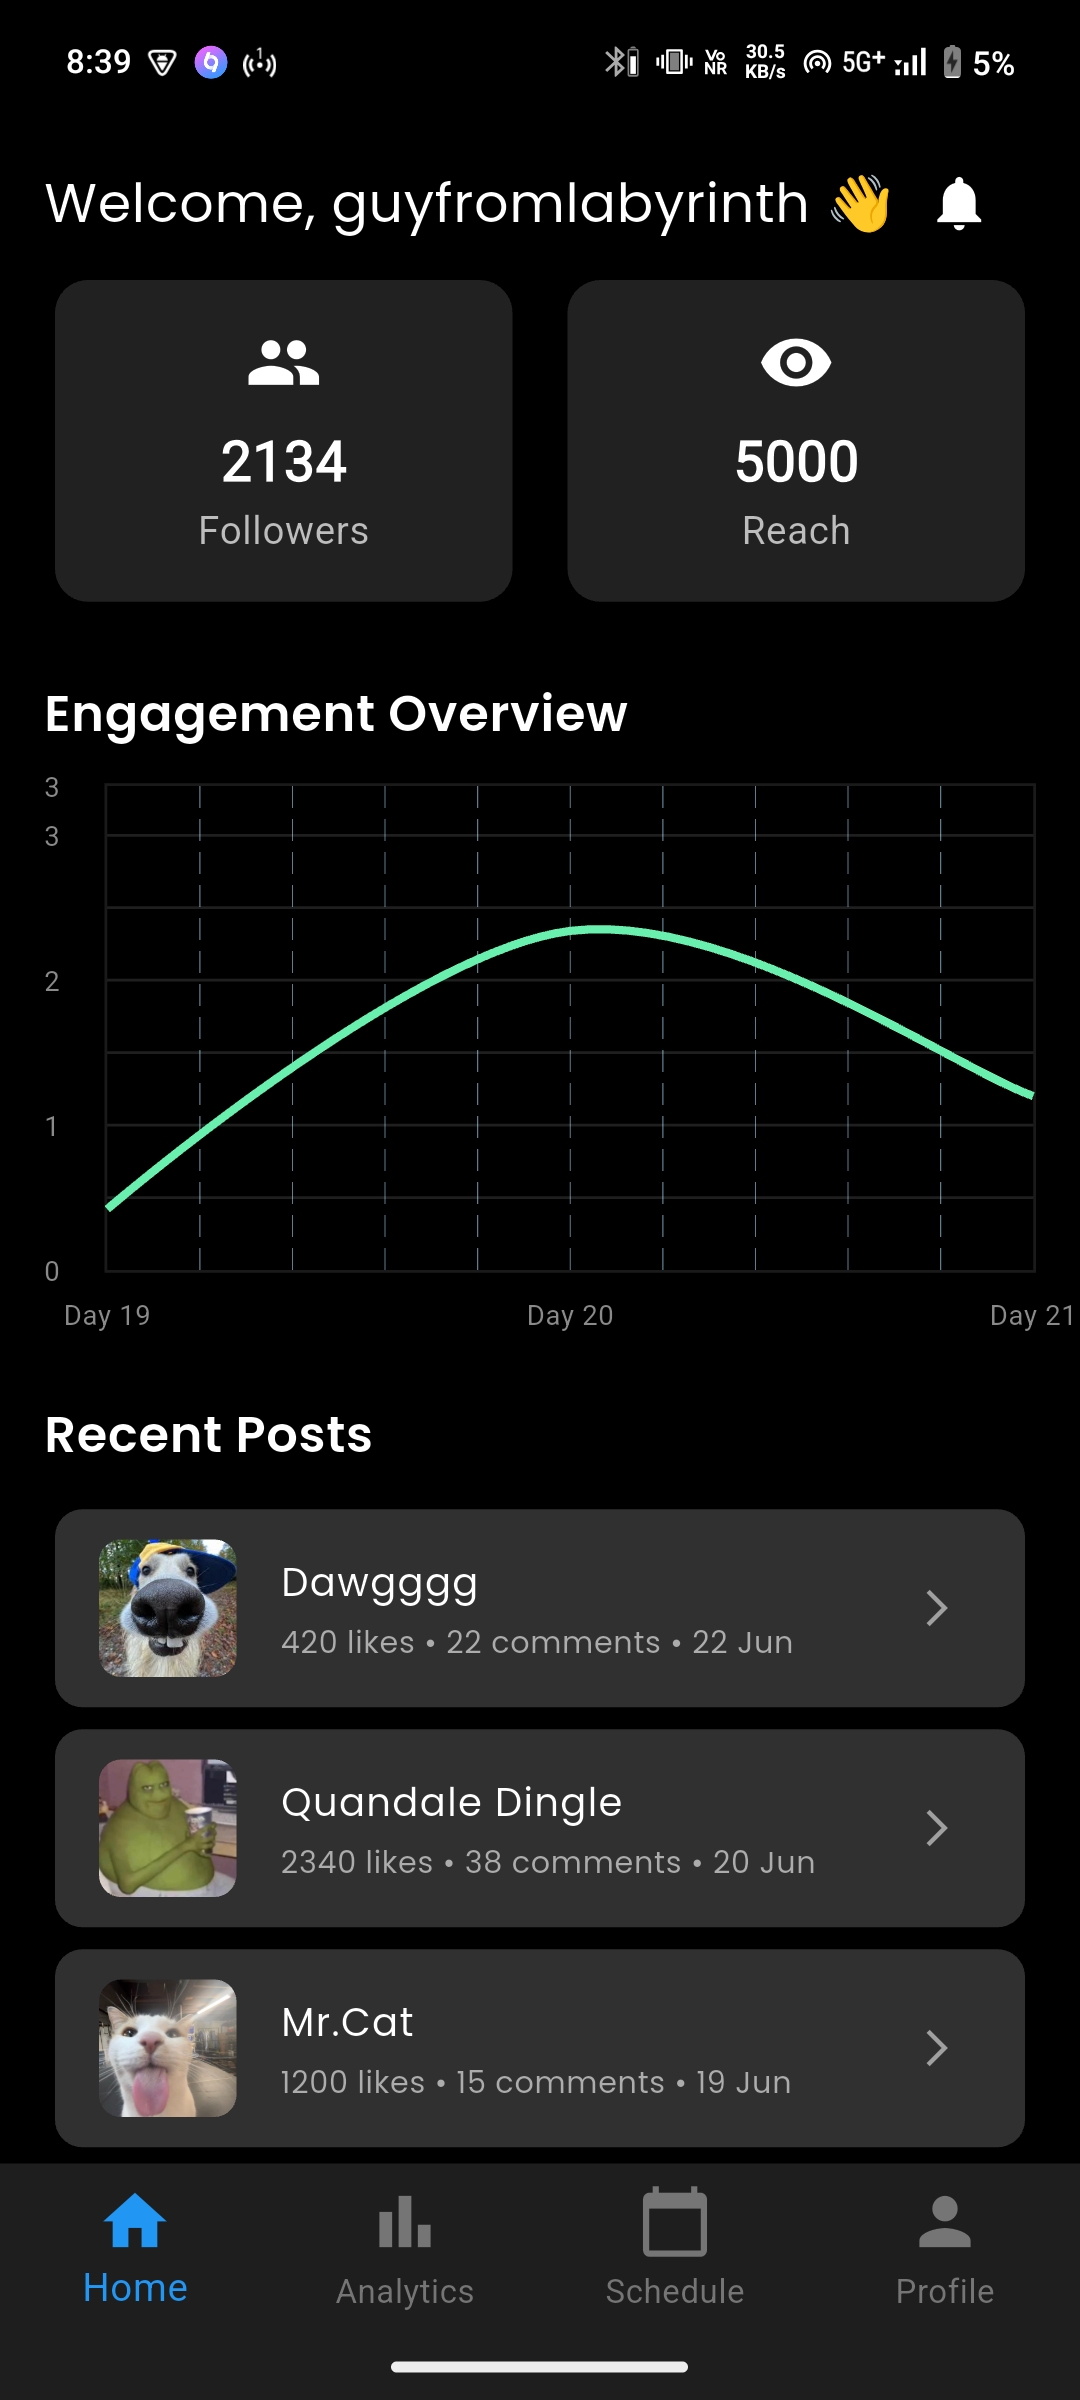 8:39
Vo
NR
30.5
KB/s
5G+
5%
Welcome, guyfromlabyrinth 👋
2134
Followers
5000
Reach
Engagement Overview
3
3
2
1
0
Day 19
Day 20
Day 21
Recent Posts
Dawgggg
420 likes • 22 comments • 22 Jun
Quandale Dingle
2340 likes • 38 comments • 20 Jun
Mr.Cat
1200 likes • 15 comments • 19 Jun
Home
Analytics
Schedule
Profile